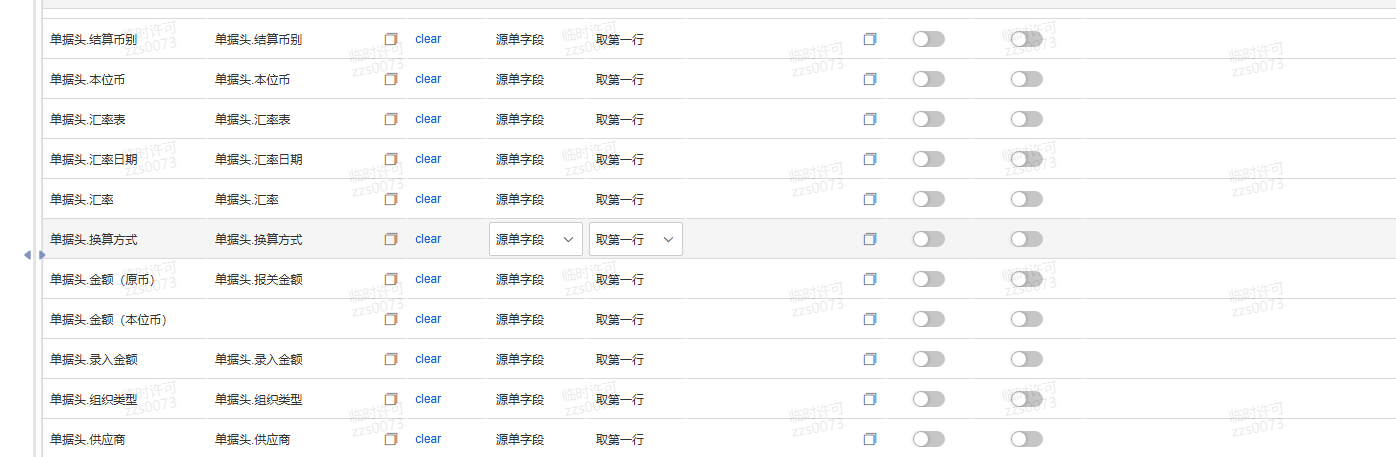 单据头.结算币别 单据头.结算币别 clear 源单字段 取第一行
单据头.本位币 单据头.本位币 clear 源单字段 取第一行
单据头.汇率表 单据头.汇率表 clear 源单字段 取第一行
单据头.汇率日期 单据头.汇率日期 clear 源单字段 取第一行
单据头.汇率 单据头.汇率 clear 源单字段 取第一行
单据头.换算方式 单据头.换算方式 clear 源单字段 取第一行
单据头.金额（原币） 单据头.报关金额 clear 源单字段 取第一行
单据头.金额（本位币） clear 源单字段 取第一行
单据头.录入金额 单据头.录入金额 clear 源单字段 取第一行
单据头.组织类型 单据头.组织类型 clear 源单字段 取第一行
单据头.供应商 单据头.供应商 clear 源单字段 取第一行
临时许可
zzs0073